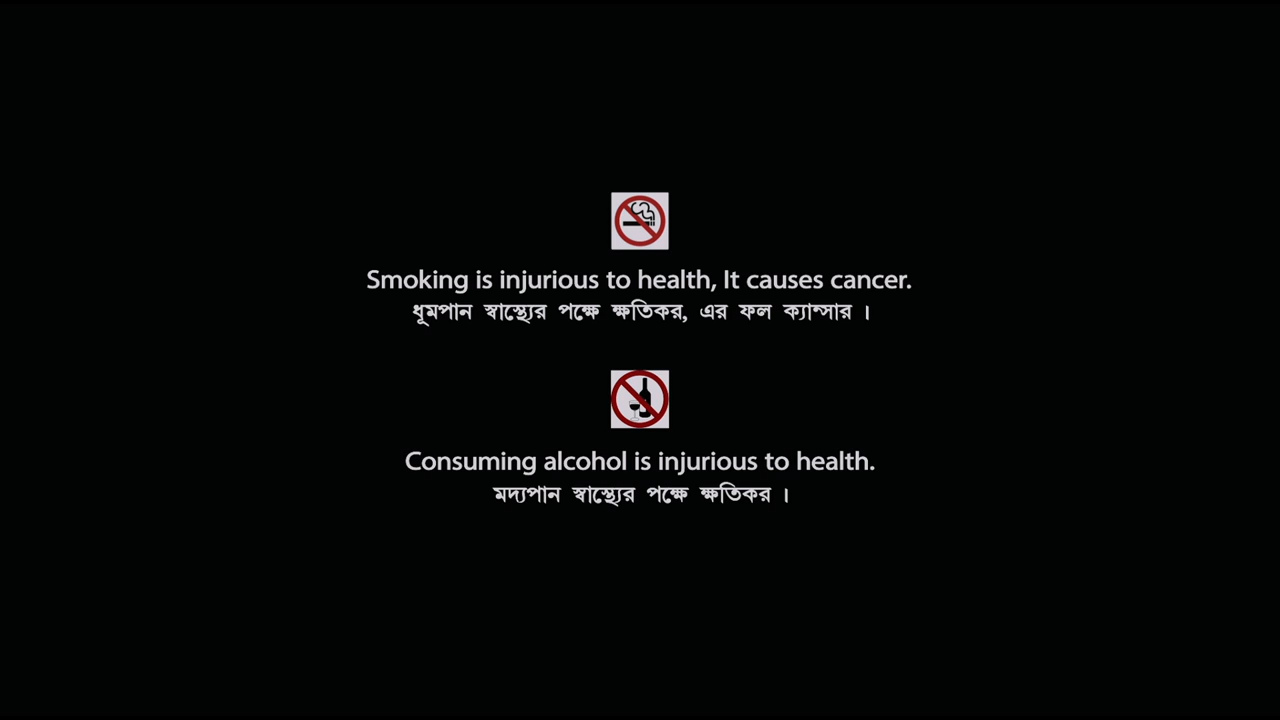 Smoking is injurious to health, It causes cancer.
ধূমপান স্বাস্থ্যের পক্ষে ক্ষতিকর, এর ফল ক্যান্সার ।
Consuming alcohol is injurious to health.
মদ্যপান স্বাস্থ্যের পক্ষে ক্ষতিকর ।